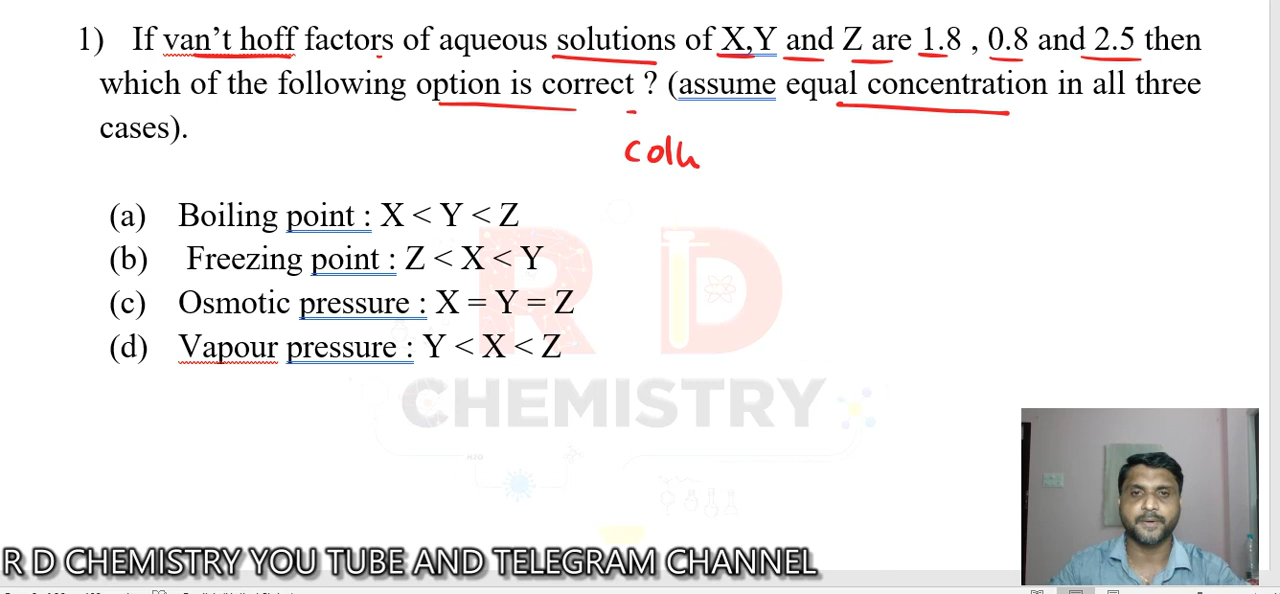 1) If van’t hoff factors of aqueous solutions of X,Y and Z are 1.8 , 0.8 and 2.5 then
which of the following option is correct ? (assume equal concentration in all three
cases).
(a) Boiling point : X < Y < Z
(b) Freezing point : Z < X < Y
(c) Osmotic pressure : X = Y = Z
(d) Vapour pressure : Y < X < Z
R D
CHEMISTRY
H2O
R D CHEMISTRY YOU TUBE AND TELEGRAM CHANNEL